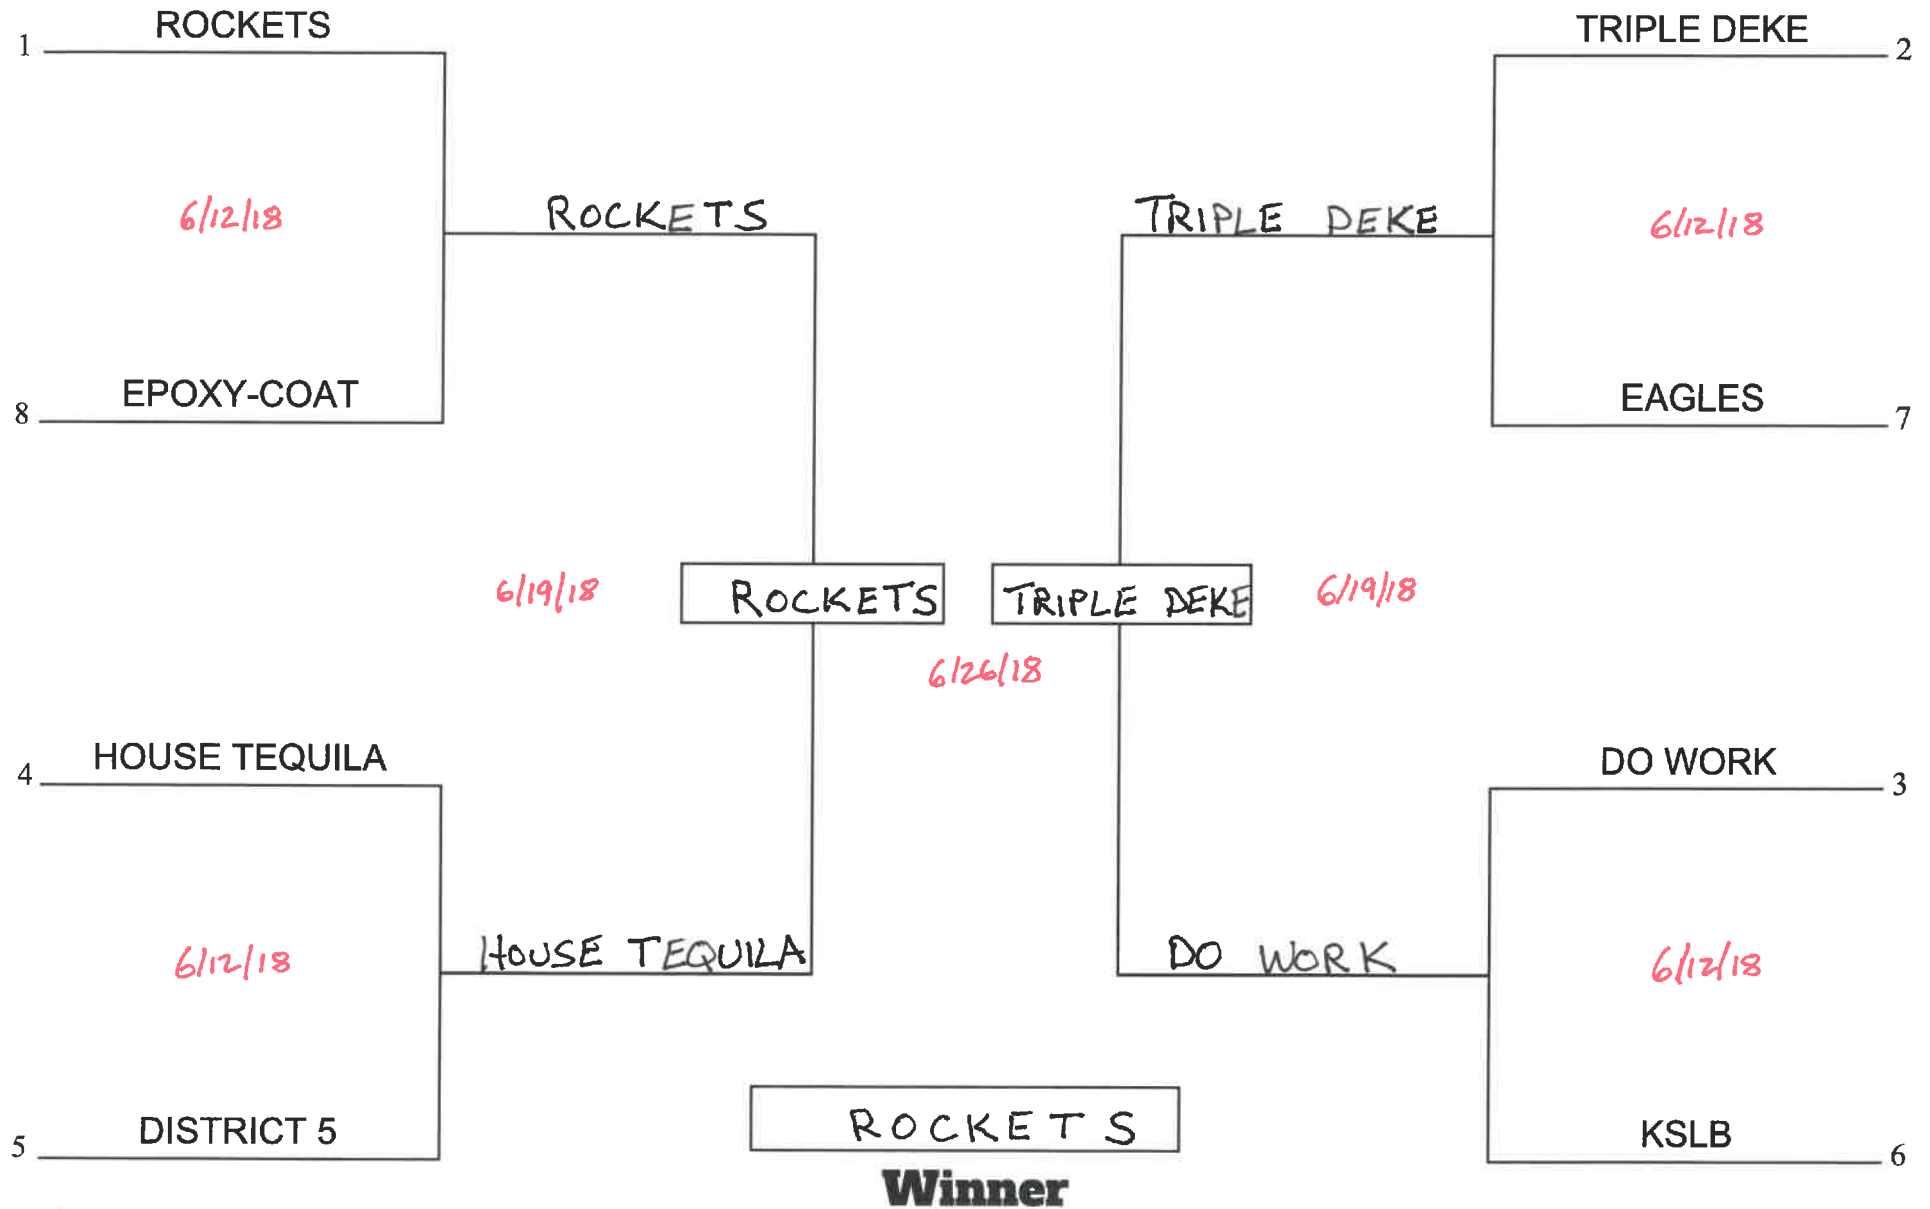 1 ROCKETS
TRIPLE DEKE 2
6/12/18
ROCKETS
TRIPLE DEKE
6/12/18
8 EPOXY-COAT
EAGLES 7
6/19/18
ROCKETS
TRIPLE DEKE
6/19/18
6/26/18
4 HOUSE TEQUILA
DO WORK 3
6/12/18
HOUSE TEQUILA
DO WORK
6/12/18
5 DISTRICT 5
KSLB 6
ROCKETS
Winner